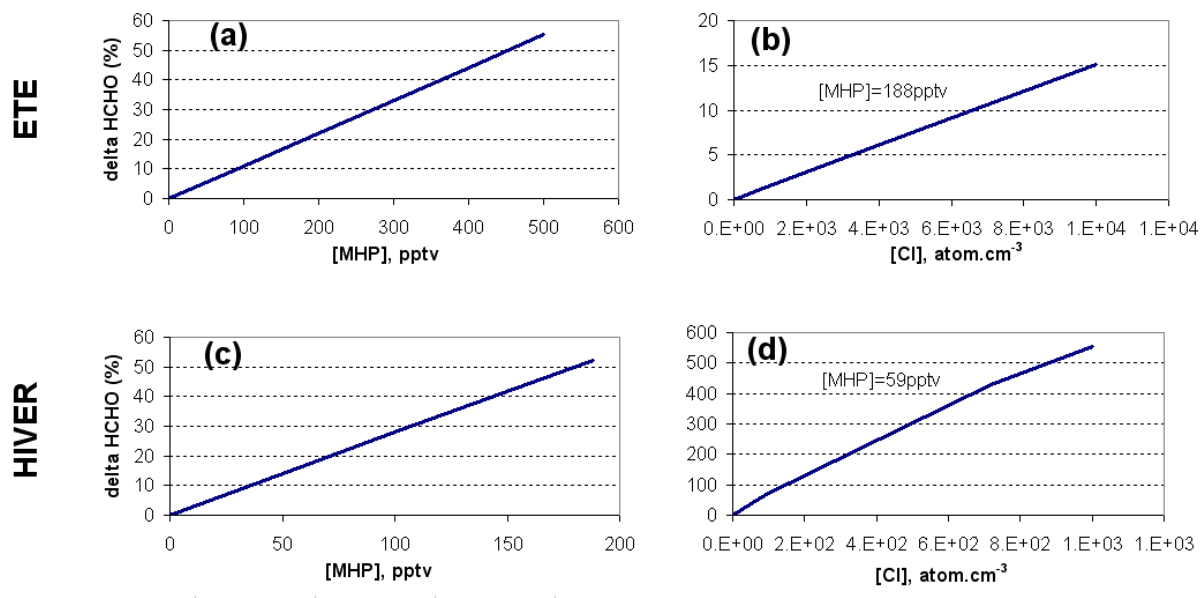 ETE
(a)
delta HCHO (%)
60
50
40
30
20
10
0
0 100 200 300 400 500 600
[MHP], pptv
(b)
[MHP]=188pptv
20
15
10
5
0
0.E+00 2.E+03 4.E+03 6.E+03 8.E+03 1.E+04 1.E+04
[Cl], atom.cm-3
HIVER
(c)
delta HCHO (%)
60
50
40
30
20
10
0
0 50 100 150 200
[MHP], pptv
(d)
[MHP]=59pptv
600
500
400
300
200
100
0
0.E+00 2.E+02 4.E+02 6.E+02 8.E+02 1.E+03 1.E+03
[Cl], atom.cm-3